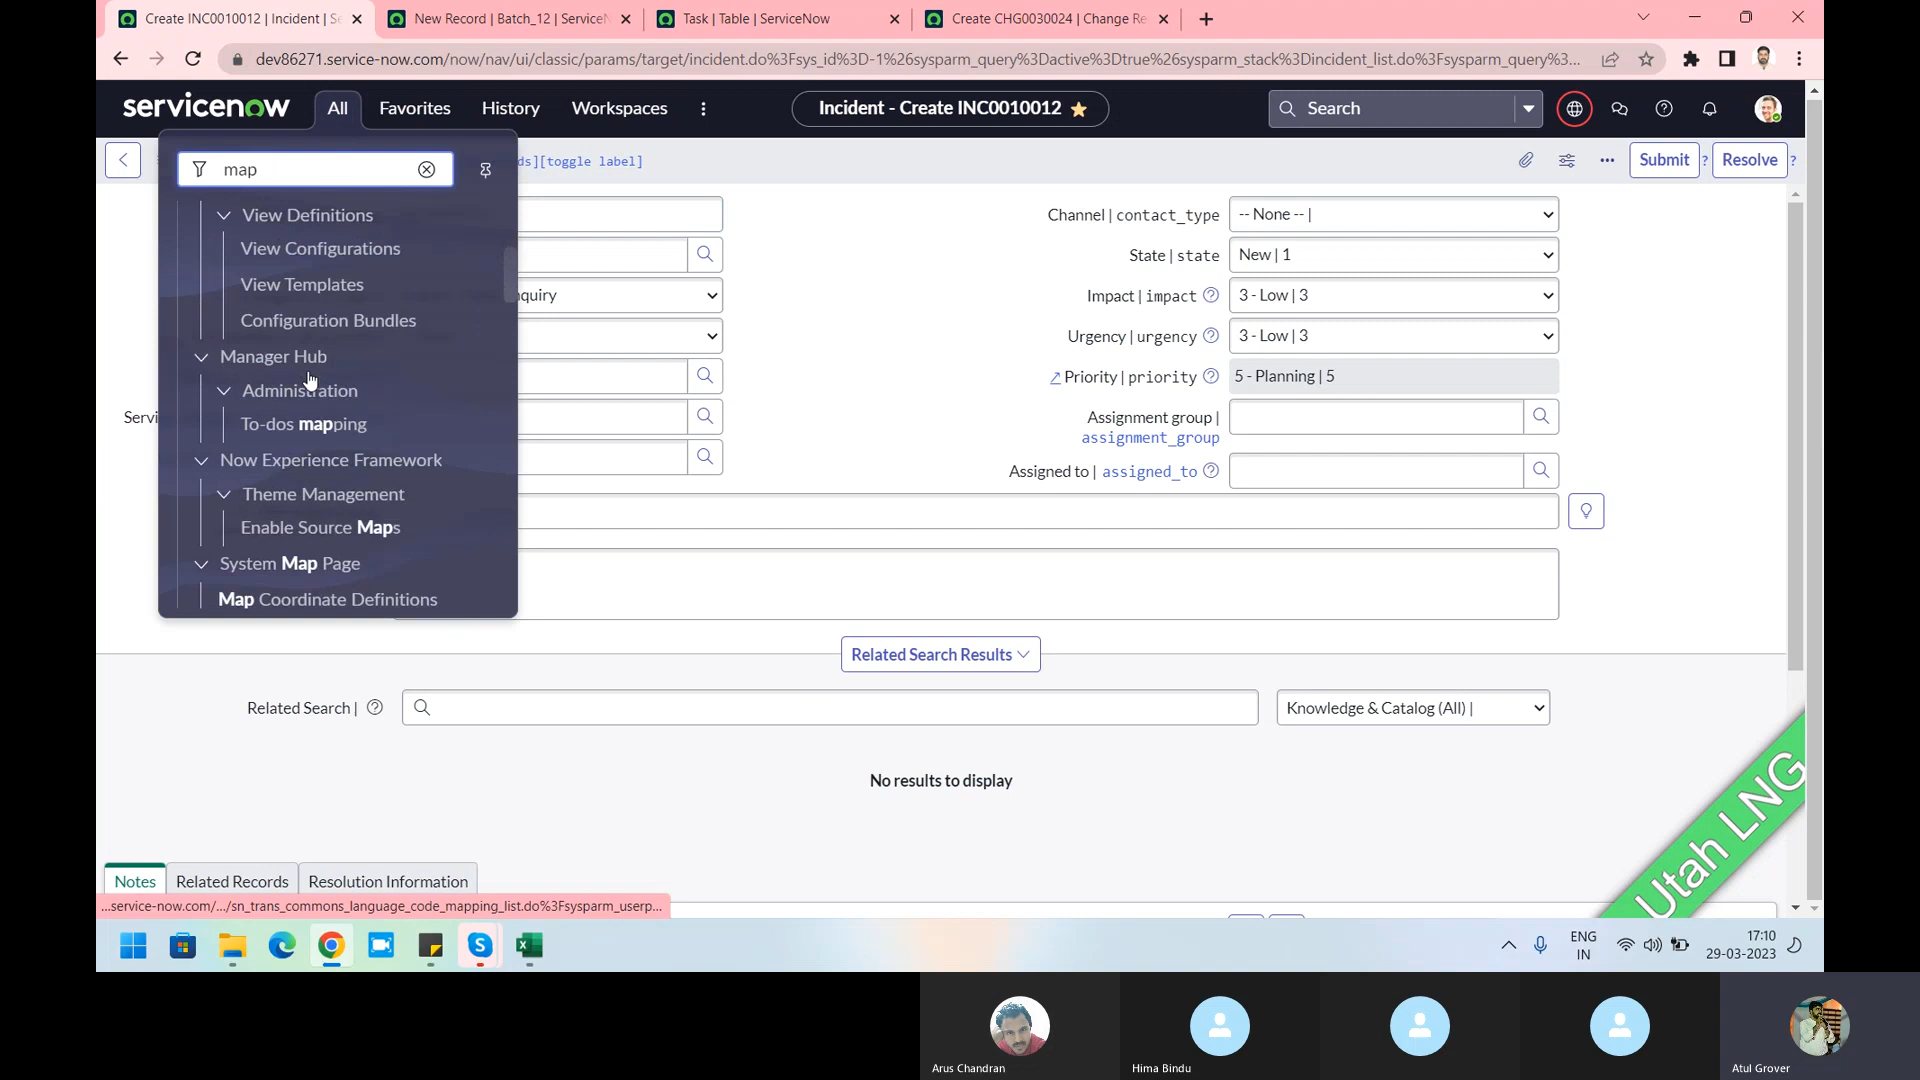 Create INC0010012 | Incident | S
New Record | Batch_12 | ServiceN
Task | Table | ServiceNow
Create CHG0030024 | Change Re
dev86271.service-now.com/now/nav/ui/classic/params/target/incident.do%3Fsys_id%3D-1%26sysparm_query%3Dactive%3Dtrue%26sysparm_stack%3Dincident_list.do%3Fsysparm_query%3...
servicenow
All
Favorites
History
Workspaces
Incident - Create INC0010012
Search
map
ds][toggle label]
Submit
?
Resolve
?
View Definitions
View Configurations
View Templates
Configuration Bundles
Manager Hub
Administration
To-dos mapping
Now Experience Framework
Theme Management
Enable Source Maps
System Map Page
Map Coordinate Definitions
nquiry
Servi
Channel | contact_type
-- None -- |
State | state
New | 1
Impact | impact
3 - Low | 3
Urgency | urgency
3 - Low | 3
Priority | priority
5 - Planning | 5
Assignment group |
assignment_group
Assigned to | assigned_to
Related Search Results
Related Search |
Knowledge & Catalog (All) |
No results to display
Notes
Related Records
Resolution Information
...service-now.com/.../sn_trans_commons_language_code_mapping_list.do%3Fsysparm_userp...
Utah LNG
ENG
IN
17:10
29-03-2023
Arus Chandran
Hima Bindu
Atul Grover